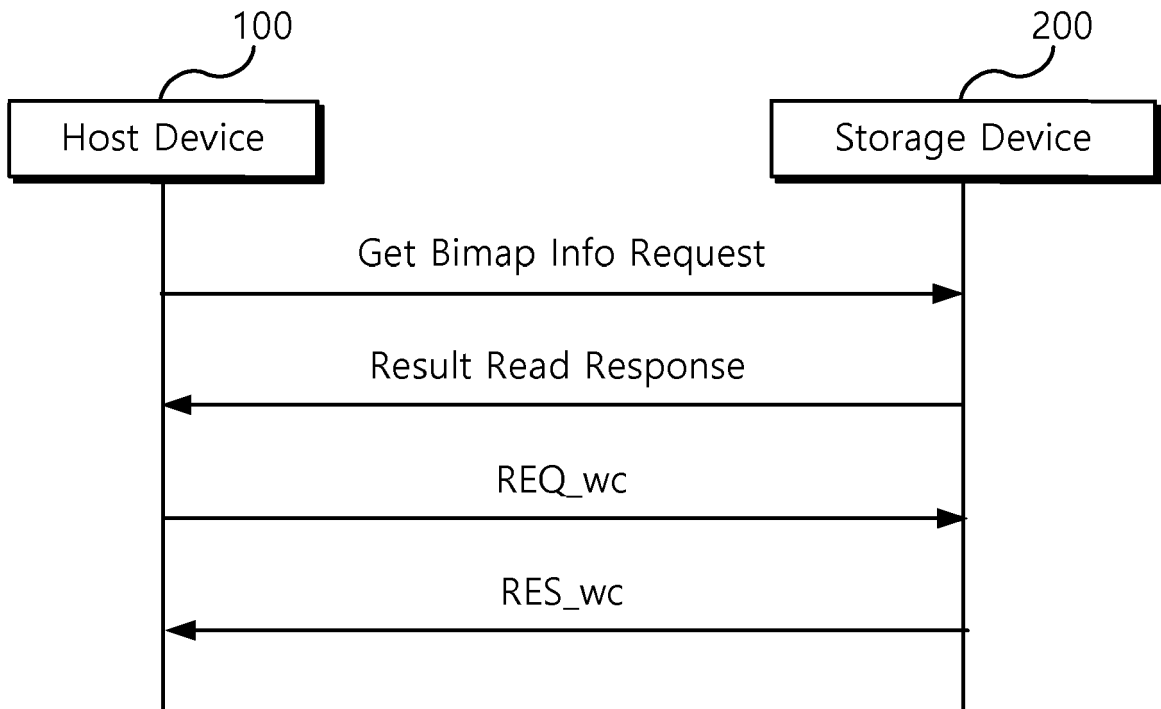 100
200
Host Device
Storage Device
Get Bimap Info Request
Result Read Response
REQ_wc
RES_wc